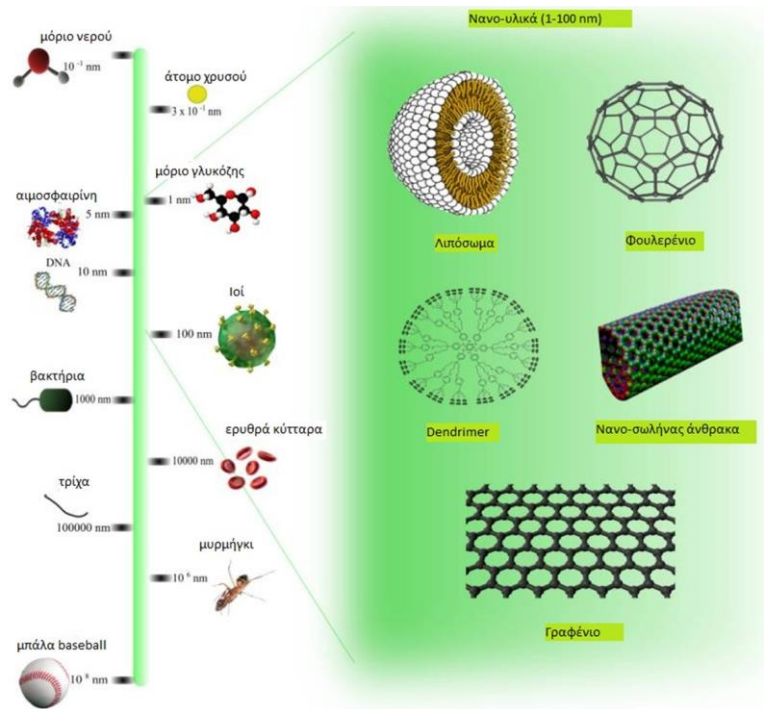 Νανο-υλικά (1-100 nm)
μόριο νερού
10⁻¹ nm
άτομο χρυσού
3 x 10⁻¹ nm
μόριο γλυκόζης
1 nm
αιμοσφαιρίνη
5 nm
DNA
10 nm
Ιοί
100 nm
βακτήρια
1000 nm
ερυθρά κύτταρα
10000 nm
τρίχα
100000 nm
μυρμήγκι
10⁶ nm
μπάλα baseball
10⁸ nm
Λιπόσωμα
Φουλερένιο
Dendrimer
Νανο-σωλήνας άνθρακα
Γραφένιο